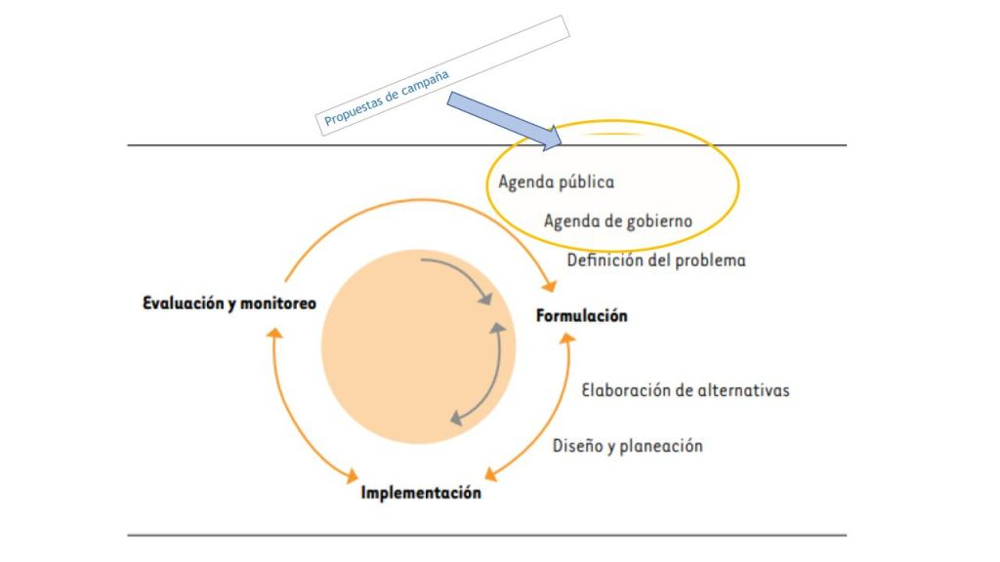 Propuestas de campaña
Agenda pública
Agenda de gobierno
Definición del problema
Evaluación y monitoreo
Formulación
Elaboración de alternativas
Diseño y planeación
Implementación